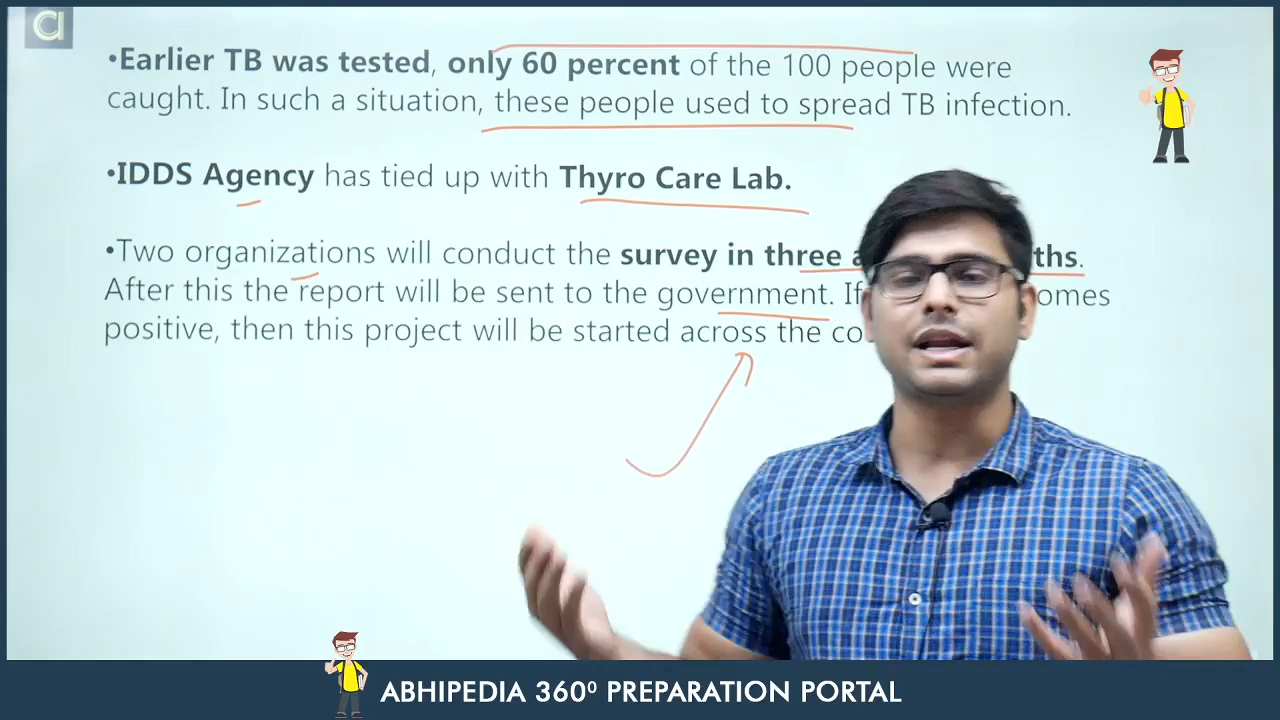 a
•Earlier TB was tested, only 60 percent of the 100 people were
caught. In such a situation, these people used to spread TB infection.
•IDDS Agency has tied up with Thyro Care Lab.
•Two organizations will conduct the survey in three
After this the report will be sent to the government. If
positive, then this project will be started across the
ABHIPEDIA 360⁰ PREPARATION PORTAL